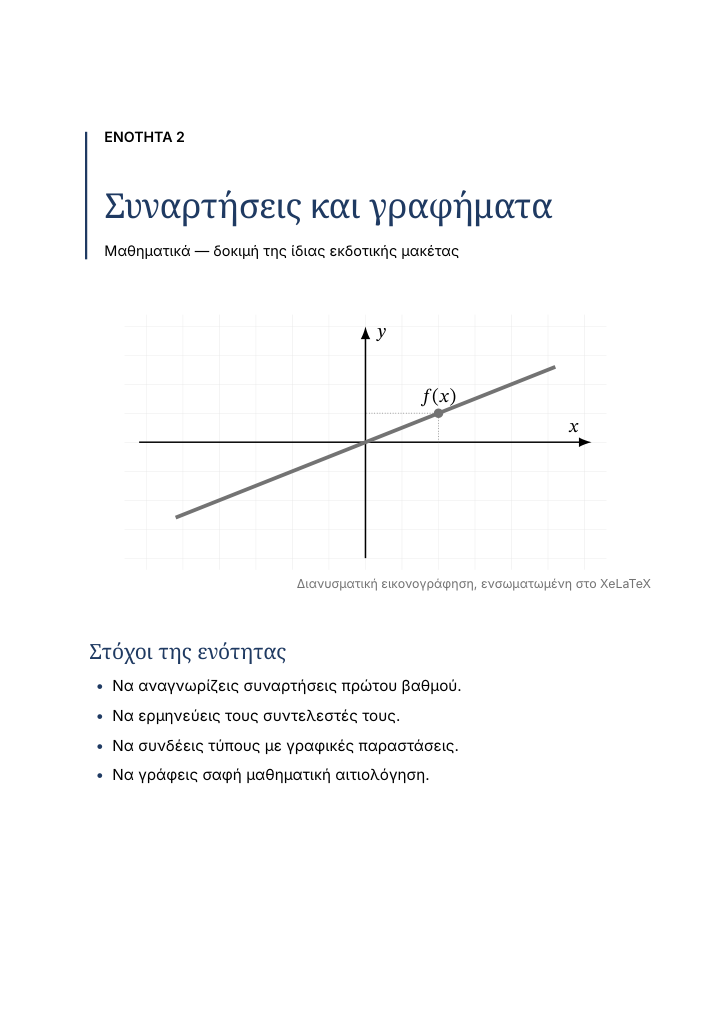 ΕΝΟΤΗΤΑ 2
Συναρτήσεις και γραφήματα
Μαθηματικά — δοκιμή της ίδιας εκδοτικής μακέτας
y
f(x)
x
Διανυσματική εικονογράφηση, ενσωματωμένη στο XeLaTeX
Στόχοι της ενότητας
• Να αναγνωρίζεις συναρτήσεις πρώτου βαθμού.
• Να ερμηνεύεις τους συντελεστές τους.
• Να συνδέεις τύπους με γραφικές παραστάσεις.
• Να γράφεις σαφή μαθηματική αιτιολόγηση.